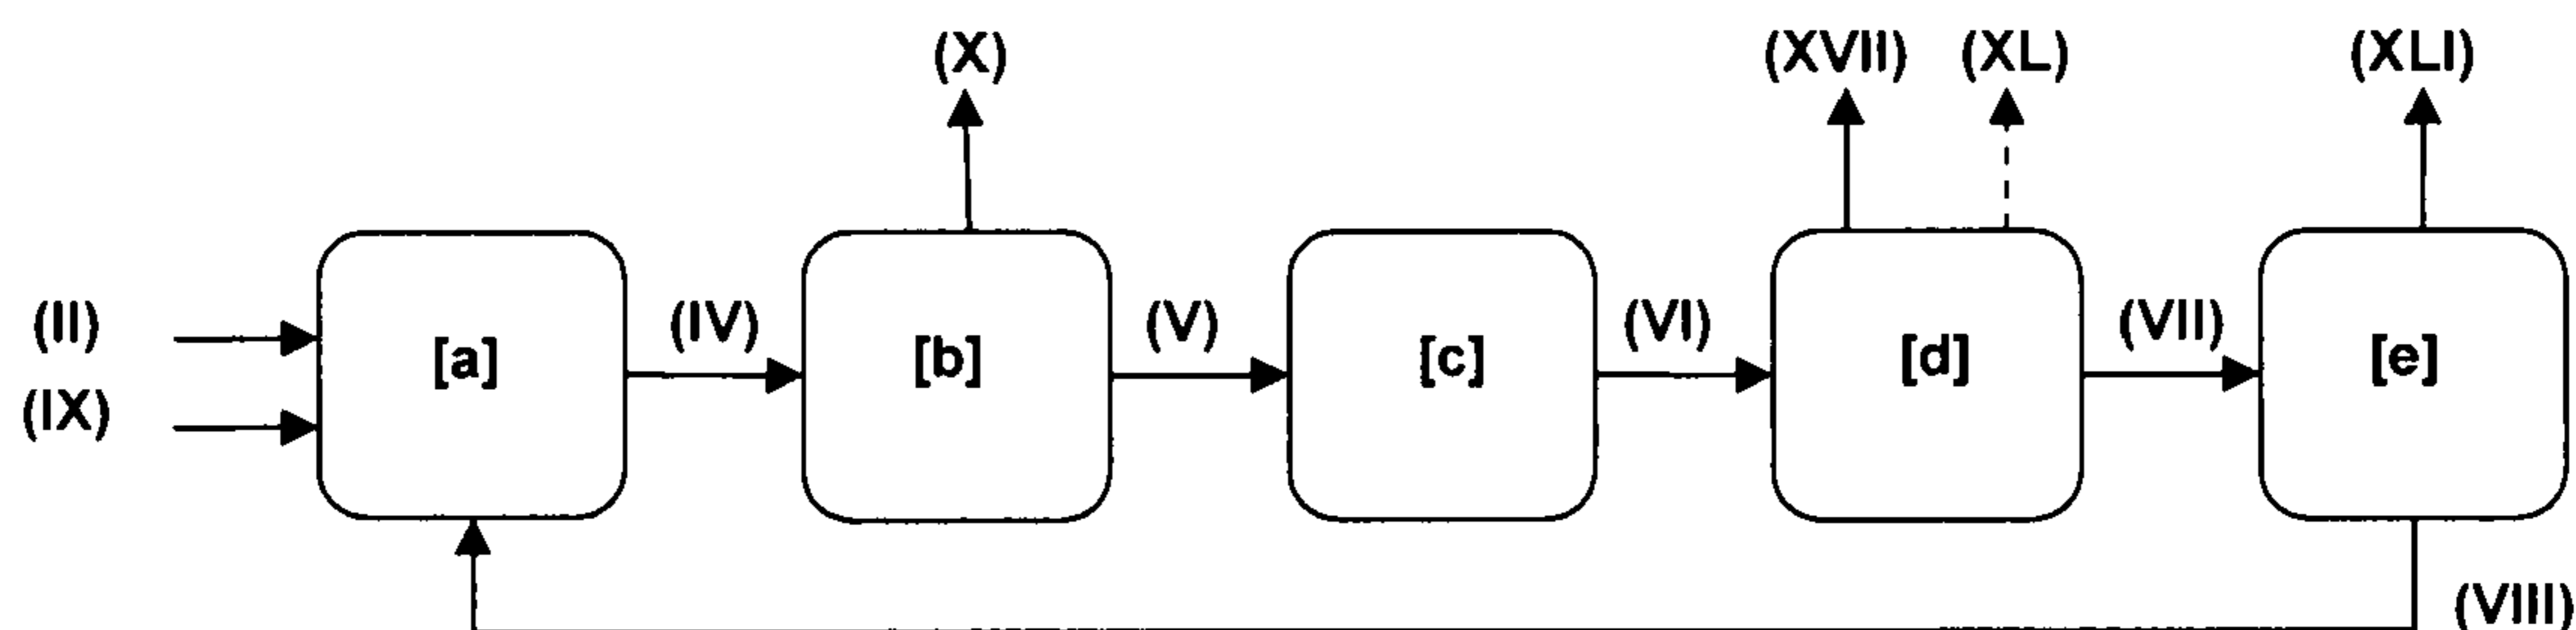 (X) (XVII) (XL) (XLI)
(II) (IV) (V) (VI) (VII)
[a] [b] [c] [d] [e]
(IX)
(VIII)